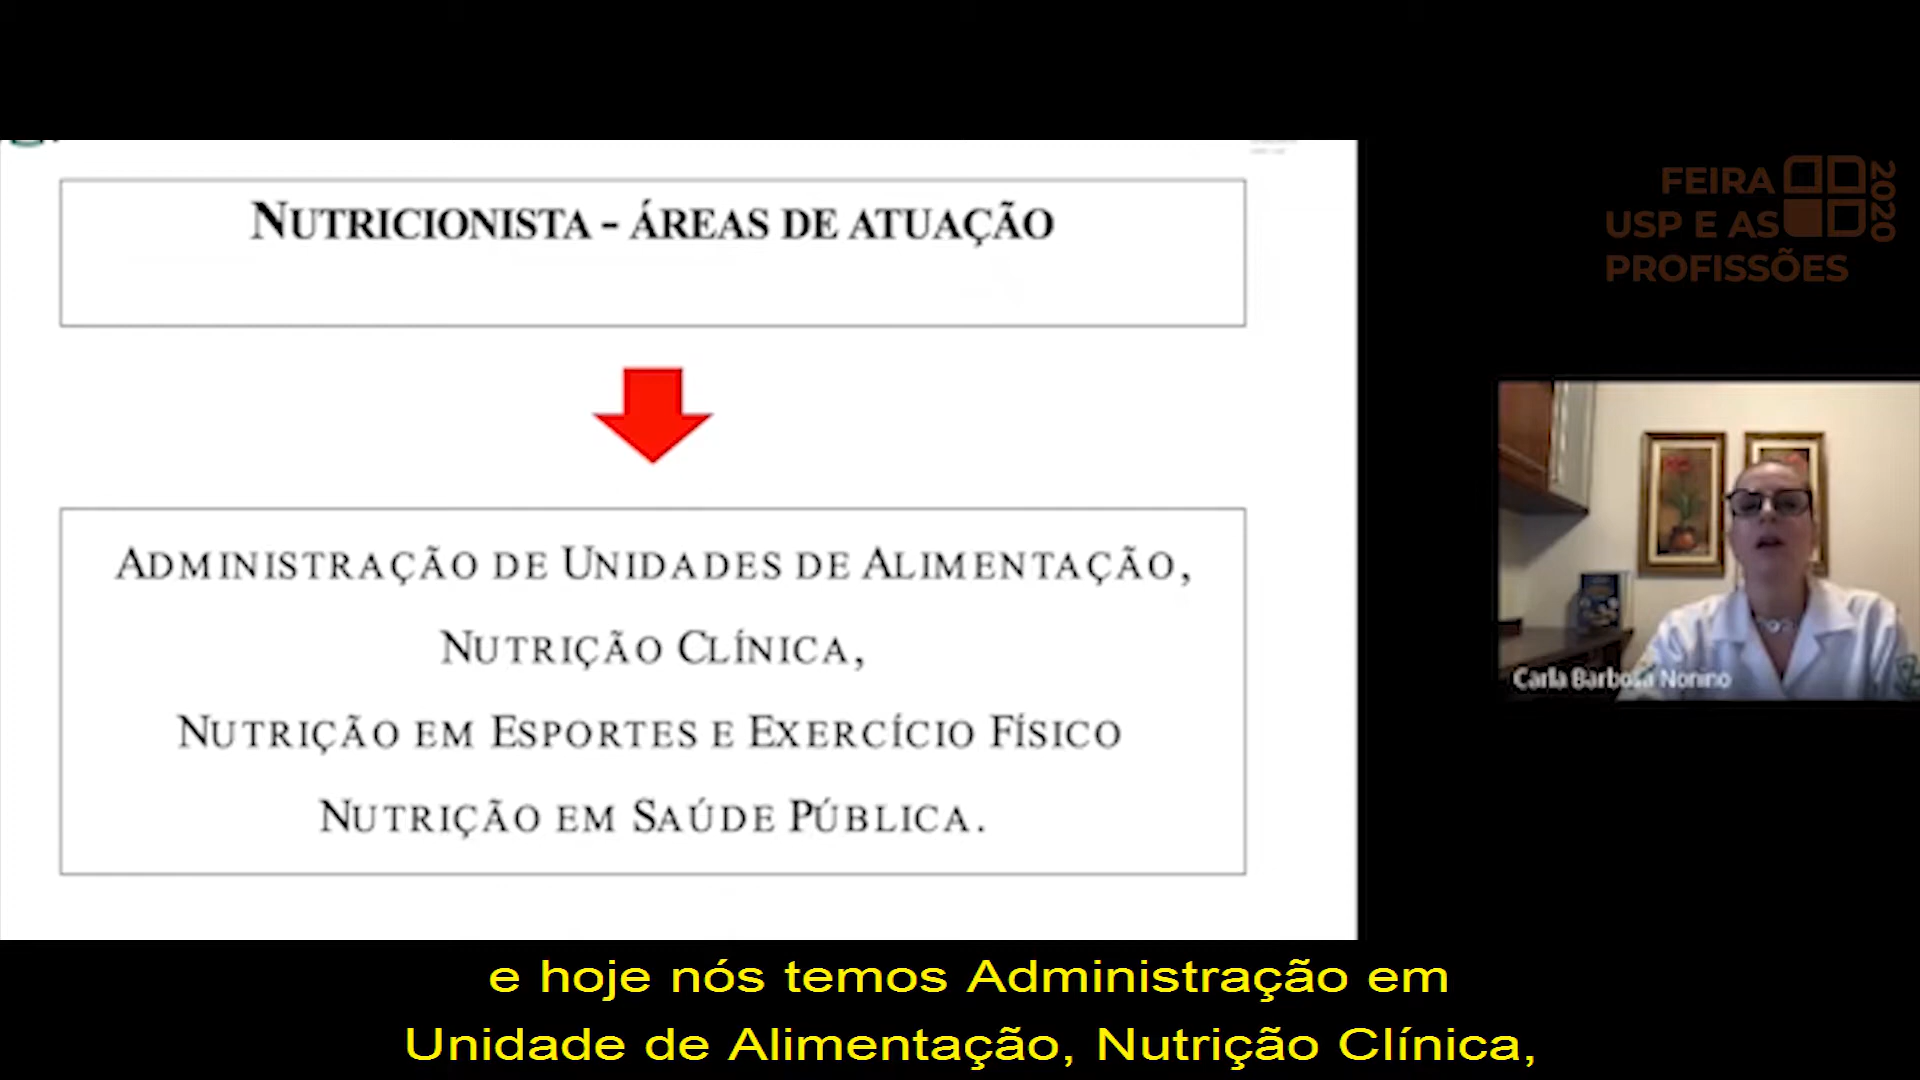 NUTRICIONISTA - ÁREAS DE ATUAÇÃO
ADMINISTRAÇÃO DE UNIDADES DE ALIMENTAÇÃO,
NUTRIÇÃO CLÍNICA,
NUTRIÇÃO EM ESPORTES E EXERCÍCIO FÍSICO
NUTRIÇÃO EM SAÚDE PÚBLICA.
FEIRA
USP E AS
PROFISSÕES
2020
Carla Barbosa Nonino
e hoje nós temos Administração em
Unidade de Alimentação, Nutrição Clínica,